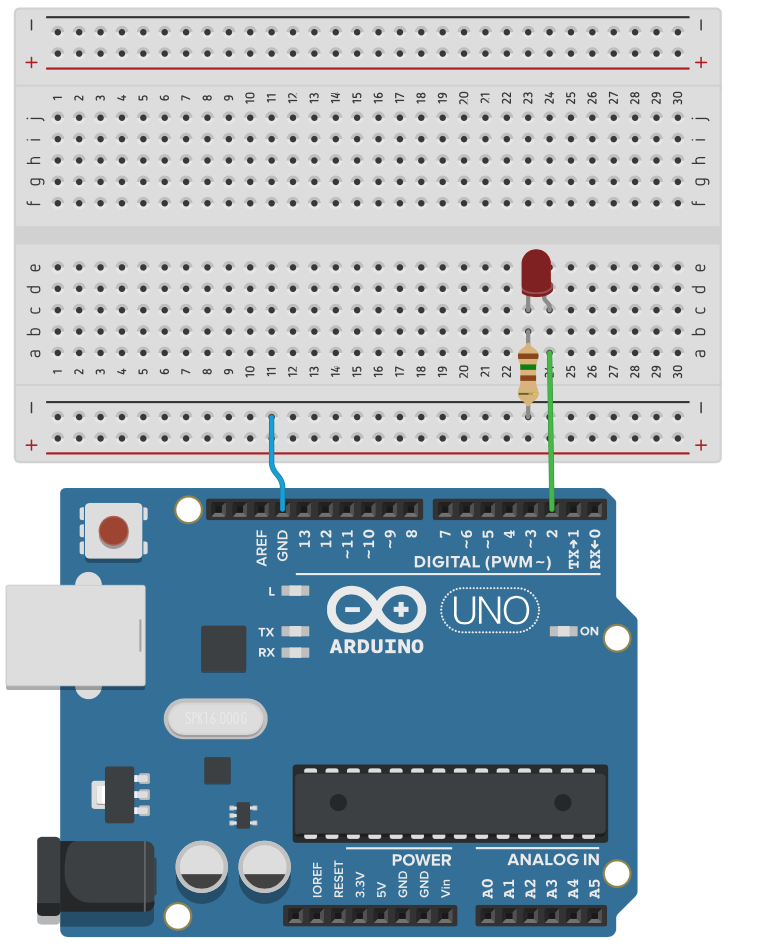 − −
+ +
1 2 3 4 5 6 7 8 9 10 11 12 13 14 15 16 17 18 19 20 21 22 23 24 25 26 27 28 29 30
j j
i i
h h
g g
f f
e e
d d
c c
b b
a a
1 2 3 4 5 6 7 8 9 10 11 12 13 14 15 16 17 18 19 20 21 22 24 25 26 27 28 29 30
− −
+ +
AREF GND 13 12 ~11 ~10 ~9 8 7 ~6 ~5 4 ~3 2 TX→1 RX←0
DIGITAL (PWM~)
L
TX
RX
UNO
ON
ARDUINO
SPK16.000G
POWER
ANALOG IN
IOREF RESET 3.3V 5V GND GND Vin A0 A1 A2 A3 A4 A5